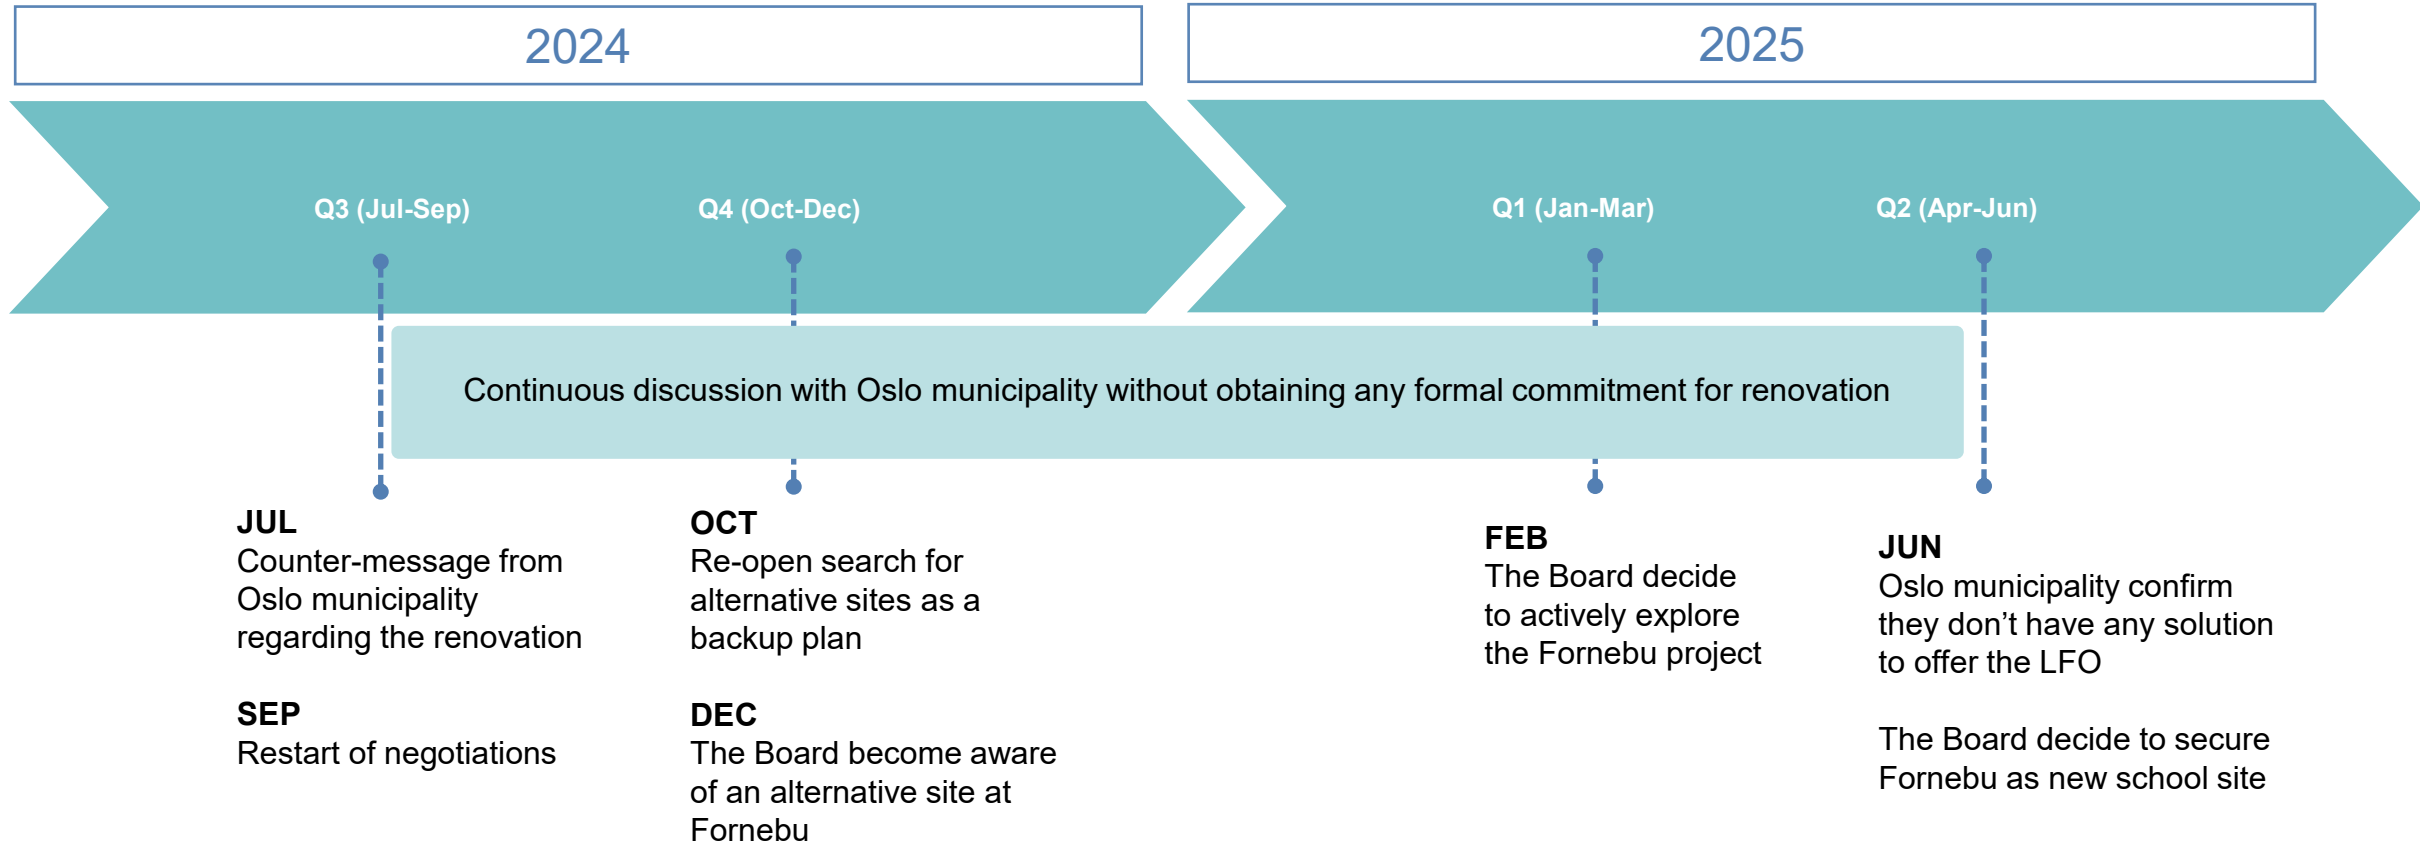 2024
2025
Q3 (Jul-Sep)
Q4 (Oct-Dec)
Q1 (Jan-Mar)
Q2 (Apr-Jun)
Continuous discussion with Oslo municipality without obtaining any formal commitment for renovation
JUL
Counter-message from
Oslo municipality
regarding the renovation
SEP
Restart of negotiations
OCT
Re-open search for
alternative sites as a
backup plan
DEC
The Board become aware
of an alternative site at
Fornebu
FEB
The Board decide
to actively explore
the Fornebu project
JUN
Oslo municipality confirm
they don’t have any solution
to offer the LFO
The Board decide to secure
Fornebu as new school site